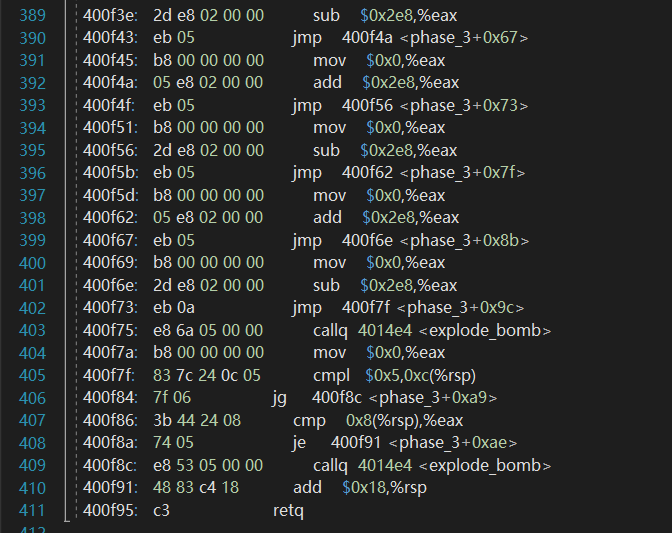 389 400f3e: 2d e8 02 00 00 sub $0x2e8,%eax
390 400f43: eb 05 jmp 400f4a <phase_3+0x67>
391 400f45: b8 00 00 00 00 mov $0x0,%eax
392 400f4a: 05 e8 02 00 00 add $0x2e8,%eax
393 400f4f: eb 05 jmp 400f56 <phase_3+0x73>
394 400f51: b8 00 00 00 00 mov $0x0,%eax
395 400f56: 2d e8 02 00 00 sub $0x2e8,%eax
396 400f5b: eb 05 jmp 400f62 <phase_3+0x7f>
397 400f5d: b8 00 00 00 00 mov $0x0,%eax
398 400f62: 05 e8 02 00 00 add $0x2e8,%eax
399 400f67: eb 05 jmp 400f6e <phase_3+0x8b>
400 400f69: b8 00 00 00 00 mov $0x0,%eax
401 400f6e: 2d e8 02 00 00 sub $0x2e8,%eax
402 400f73: eb 0a jmp 400f7f <phase_3+0x9c>
403 400f75: e8 6a 05 00 00 callq 4014e4 <explode_bomb>
404 400f7a: b8 00 00 00 00 mov $0x0,%eax
405 400f7f: 83 7c 24 0c 05 cmpl $0x5,0xc(%rsp)
406 400f84: 7f 06 jg 400f8c <phase_3+0xa9>
407 400f86: 3b 44 24 08 cmp 0x8(%rsp),%eax
408 400f8a: 74 05 je 400f91 <phase_3+0xae>
409 400f8c: e8 53 05 00 00 callq 4014e4 <explode_bomb>
410 400f91: 48 83 c4 18 add $0x18,%rsp
411 400f95: c3 retq
412